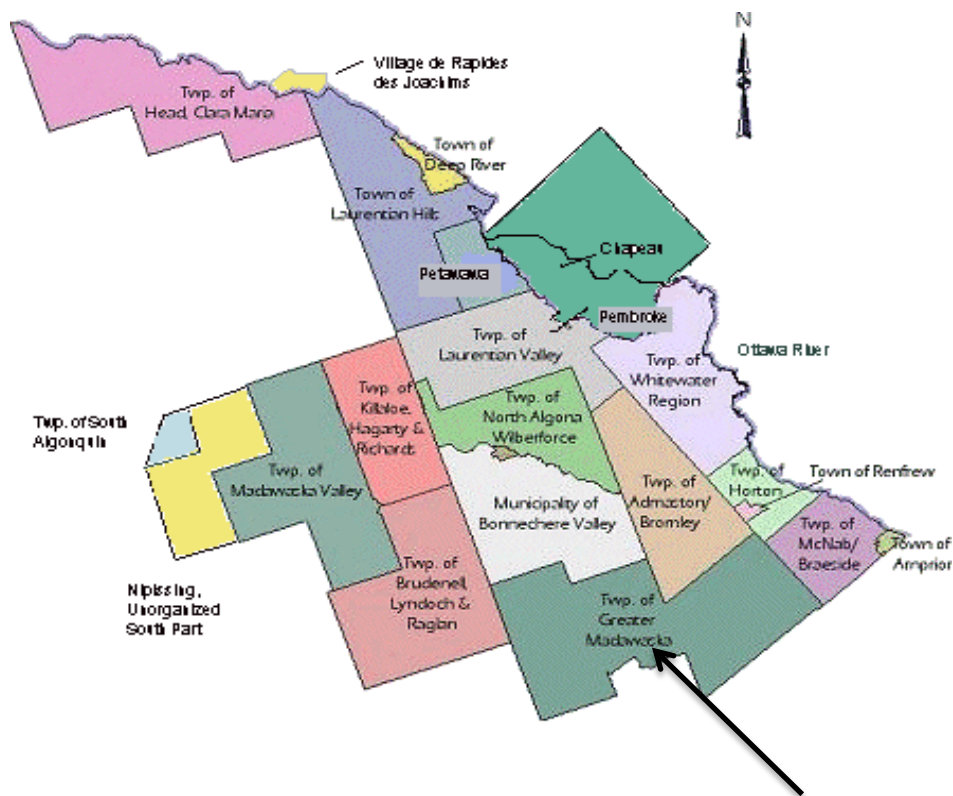 N
Village de Rapides
des Joachims
Twp. of
Head, Clara Maria
Town of
Deep River
Town of
Laurentian Hills
Chapeau
Petawawa
Pembroke
Twp. of
Laurentian Valley
Ottawa River
Twp. of
Whitewater
Region
Twp. of
Killaloe,
Hagarty &
Richards
Twp. of
North Algona
Wilberforce
Twp. of South
Algonquin
Twp. of
Madawaska Valley
Twp. of
Horton
Town of Renfrew
Municipality of
Bonnechere Valley
Twp. of
Admaston/
Bromley
Twp. of
McNab/
Braeside
Town of
Arnprior
Twp. of
Brudenell,
Lyndoch &
Raglan
Nipissing,
Unorganized
South Part
Twp. of
Greater
Madawaska